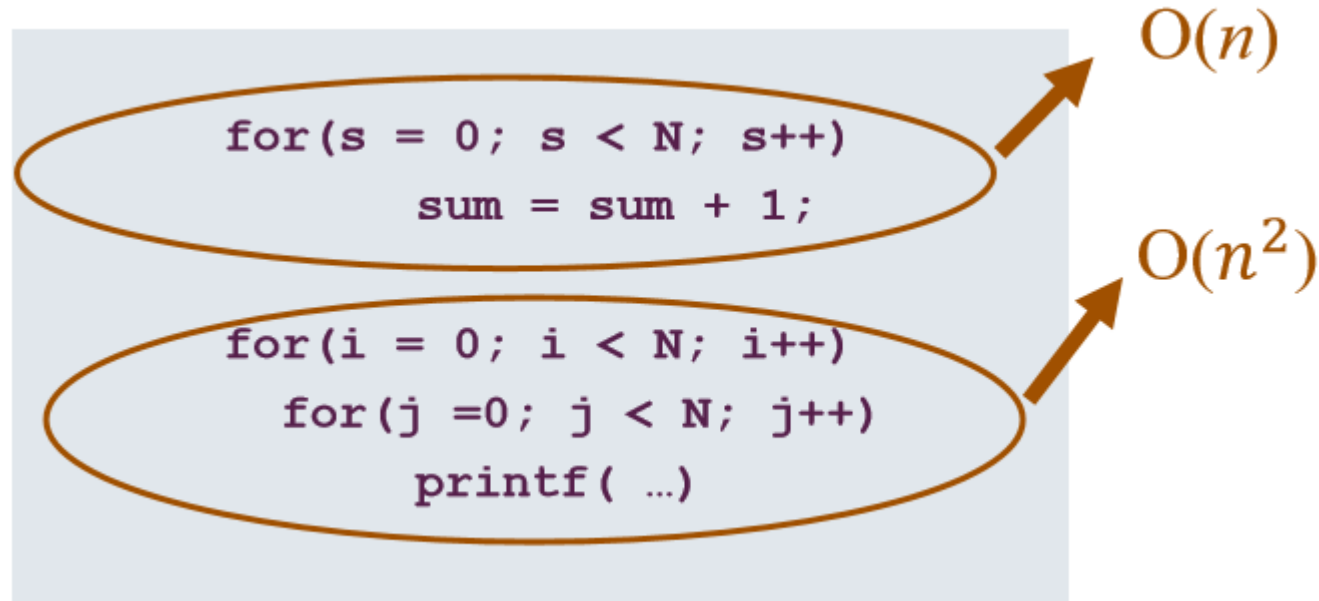 O(n)
for(s = 0; s < N; s++)
sum = sum + 1;
O(n²)
for(i = 0; i < N; i++)
for(j =0; j < N; j++)
printf( …)